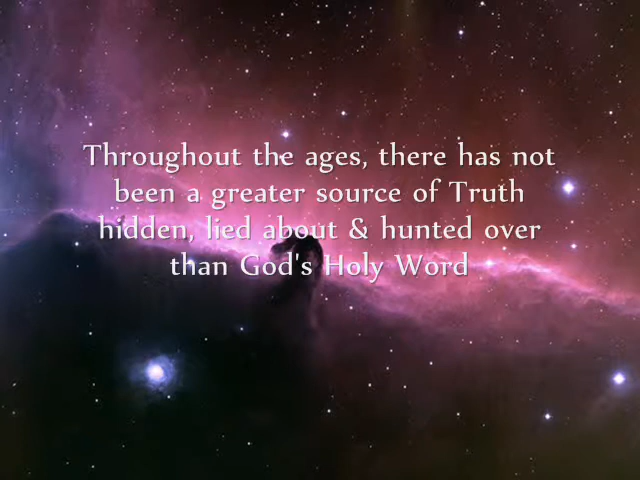 Throughout the ages, there has not
been a greater source of Truth
hidden, lied about & hunted over
than God's Holy Word